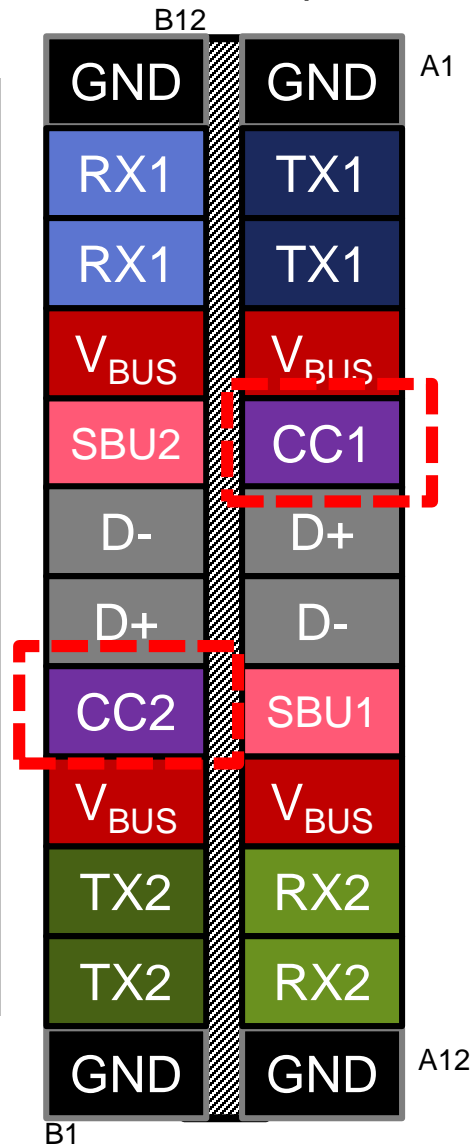 B12
GND GND A1
RX1 TX1
RX1 TX1
VBUS VBUS
SBU2 CC1
D- D+
D+ D-
CC2 SBU1
VBUS VBUS
TX2 RX2
TX2 RX2
GND GND A12
B1